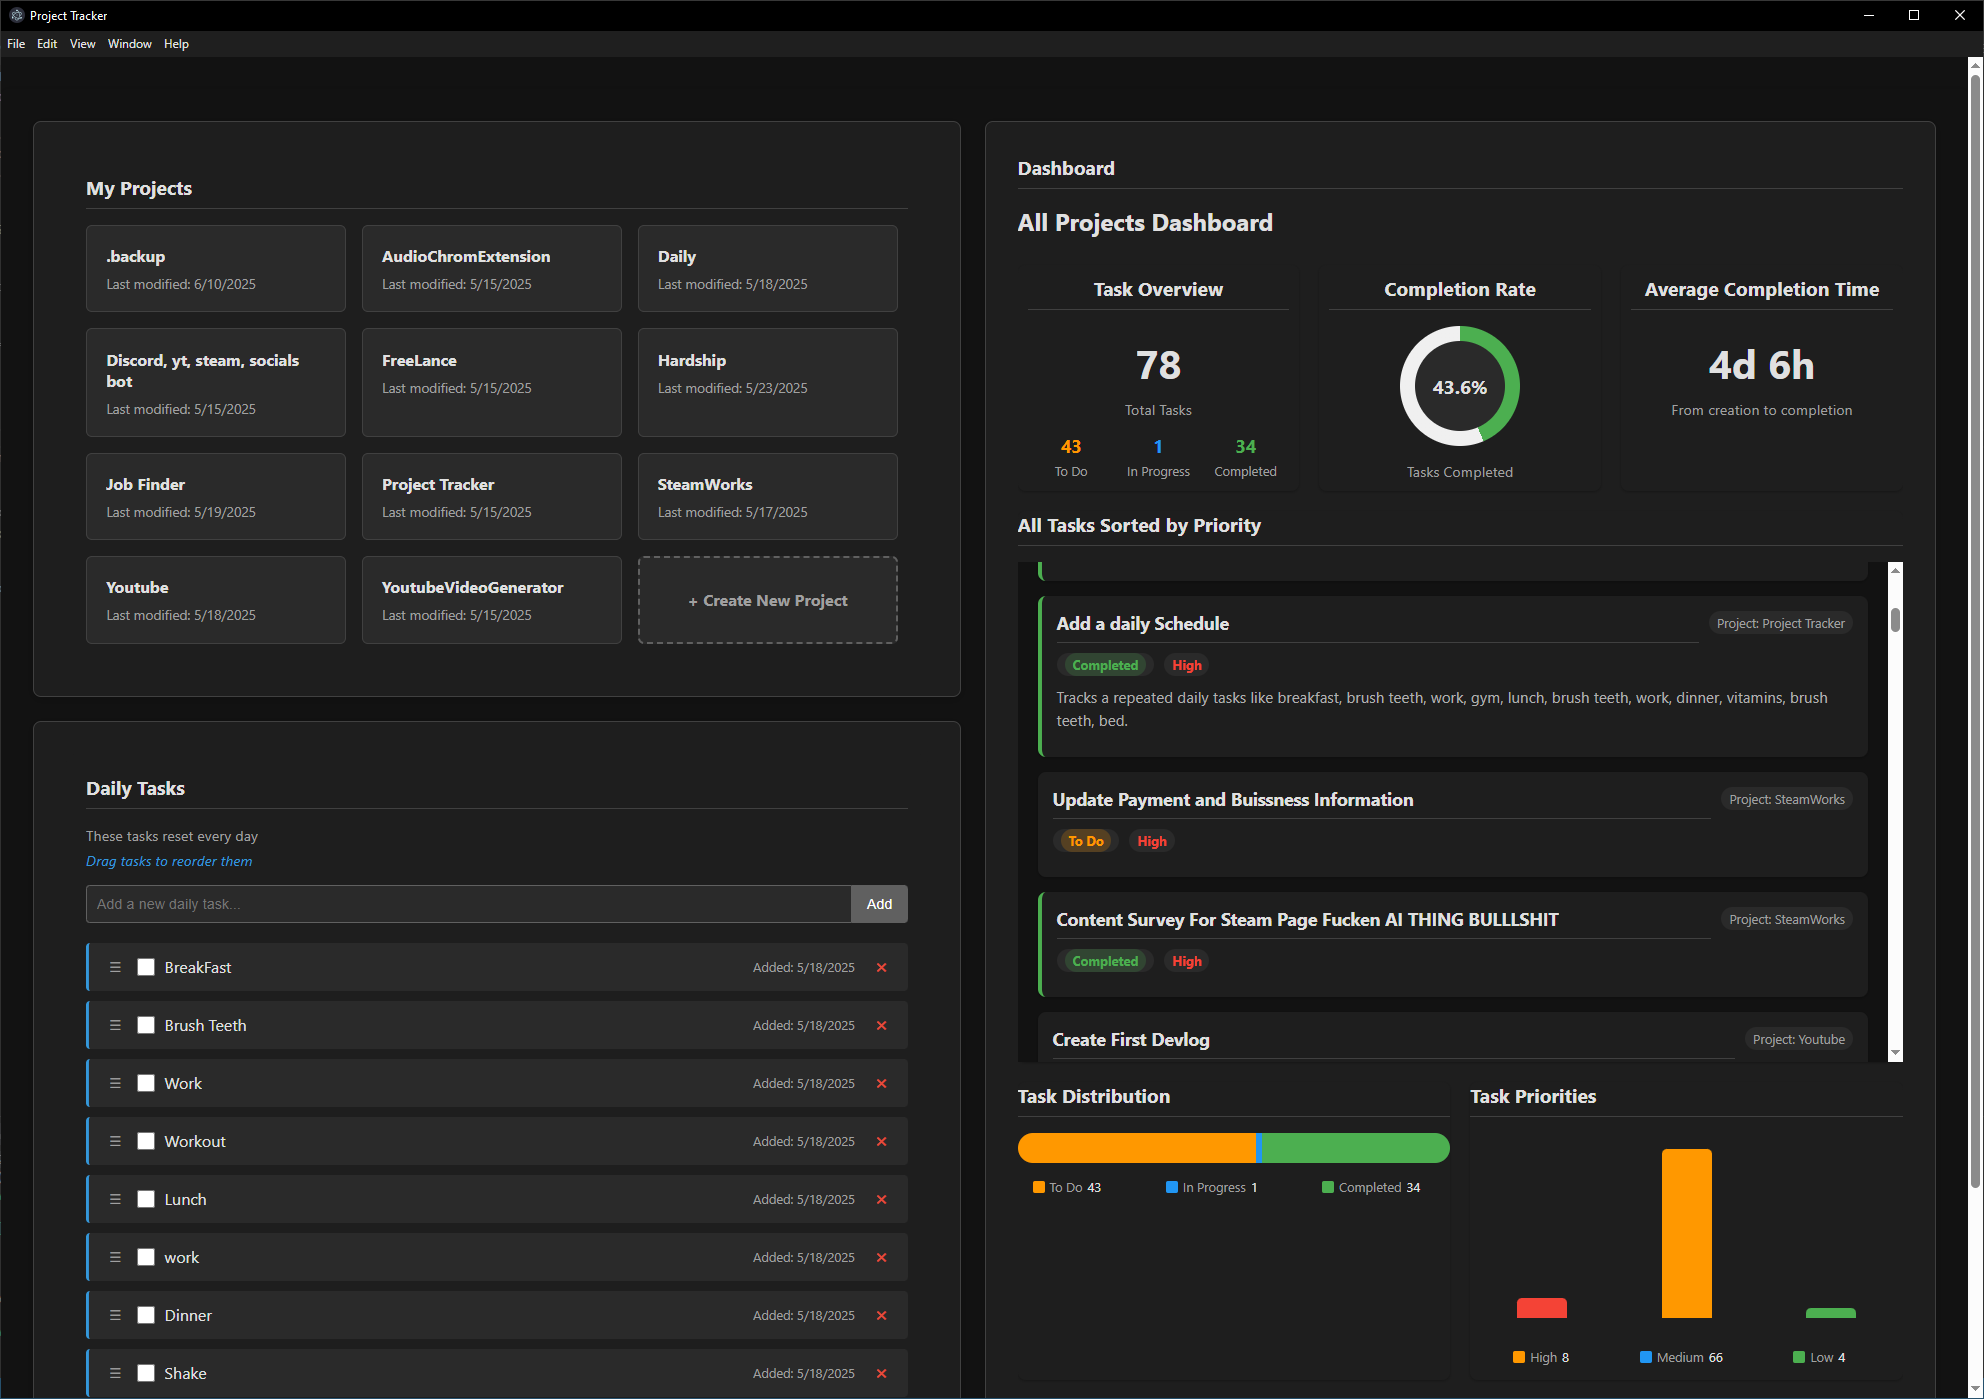 Project Tracker
File Edit View Window Help
My Projects
.backup
Last modified: 6/10/2025
AudioChromExtension
Last modified: 5/15/2025
Daily
Last modified: 5/18/2025
Discord, yt, steam, socials
bot
Last modified: 5/15/2025
FreeLance
Last modified: 5/15/2025
Hardship
Last modified: 5/23/2025
Job Finder
Last modified: 5/19/2025
Project Tracker
Last modified: 5/15/2025
SteamWorks
Last modified: 5/17/2025
Youtube
Last modified: 5/18/2025
YoutubeVideoGenerator
Last modified: 5/15/2025
+ Create New Project
Daily Tasks
These tasks reset every day
Drag tasks to reorder them
Add a new daily task...
Add
BreakFast Added: 5/18/2025
Brush Teeth Added: 5/18/2025
Work Added: 5/18/2025
Workout Added: 5/18/2025
Lunch Added: 5/18/2025
work Added: 5/18/2025
Dinner Added: 5/18/2025
Shake Added: 5/18/2025
Dashboard
All Projects Dashboard
Task Overview
78
Total Tasks
43 1 34
To Do In Progress Completed
Completion Rate
43.6%
Tasks Completed
Average Completion Time
4d 6h
From creation to completion
All Tasks Sorted by Priority
Add a daily Schedule
Project: Project Tracker
Completed High
Tracks a repeated daily tasks like breakfast, brush teeth, work, gym, lunch, brush teeth, work, dinner, vitamins, brush
teeth, bed.
Update Payment and Buissness Information
Project: SteamWorks
To Do High
Content Survey For Steam Page Fucken AI THING BULLLSHIT
Project: SteamWorks
Completed High
Create First Devlog
Project: Youtube
Task Distribution
To Do 43 In Progress 1 Completed 34
Task Priorities
High 8 Medium 66 Low 4